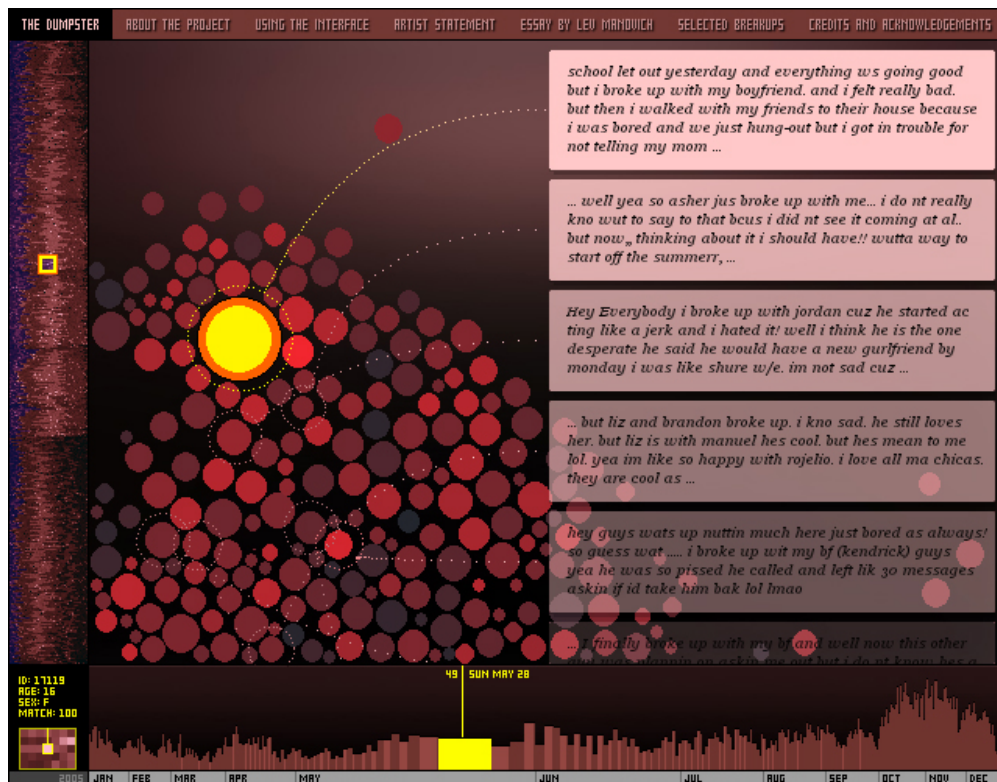 THE DUMPSTER
ABOUT THE PROJECT
USING THE INTERFACE
ARTIST STATEMENT
ESSAY BY LEV MANOVICH
SELECTED BREAKUPS
CREDITS AND ACKNOWLEDGEMENTS
school let out yesterday and everything ws going good
but i broke up with my boyfriend. and i felt really bad.
but then i walked with my friends to their house because
i was bored and we just hung-out but i got in trouble for
not telling my mom ...
... well yea so asher jus broke up with me... i do nt really
kno wut to say to that bcus i did nt see it coming at al..
but now,, thinking about it i should have!! wutta way to
start off the summerr, ...
Hey Everybody i broke up with jordan cuz he started ac
ting like a jerk and i hated it! well i think he is the one
desperate he said he would have a new gurlfriend by
monday i was like shure w/e. im not sad cuz ...
... but liz and brandon broke up. i kno sad. he still loves
her. but liz is with manuel hes cool. but hes mean to me
lol. yea im like so happy with rojelio. i love all ma chicas.
they are cool as ...
hey guys wats up nuttin much here just bored as always!
so guess wat ..... i broke up wit my bf (kendrick) guys
yea he was so pissed he called and left lik 30 messages
askin if id take him bak lol lmao
... I finally broke up with my bf and well now this other
was plannin on askin me out but i do nt know hes a
ID: 17119
AGE: 16
SEX: F
MATCH: 100
49 SUN MAY 28
2005 JAN FEB MAR APR MAY JUN JUL AUG SEP OCT NOV DEC